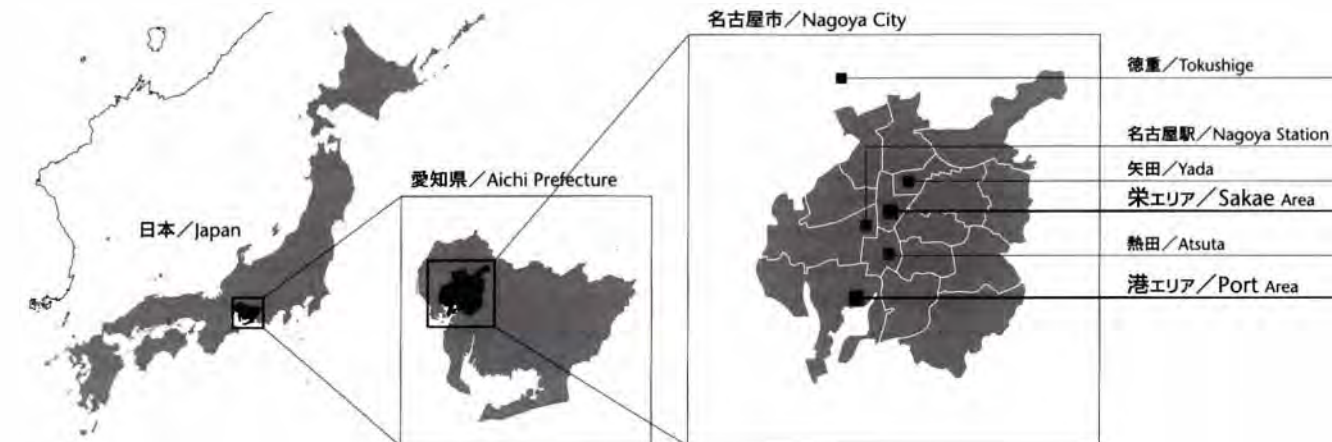 名古屋市／Nagoya City
徳重／Tokushige
名古屋駅／Nagoya Station
矢田／Yada
愛知県／Aichi Prefecture
栄エリア／Sakae Area
日本／Japan
熱田／Atsuta
港エリア／Port Area